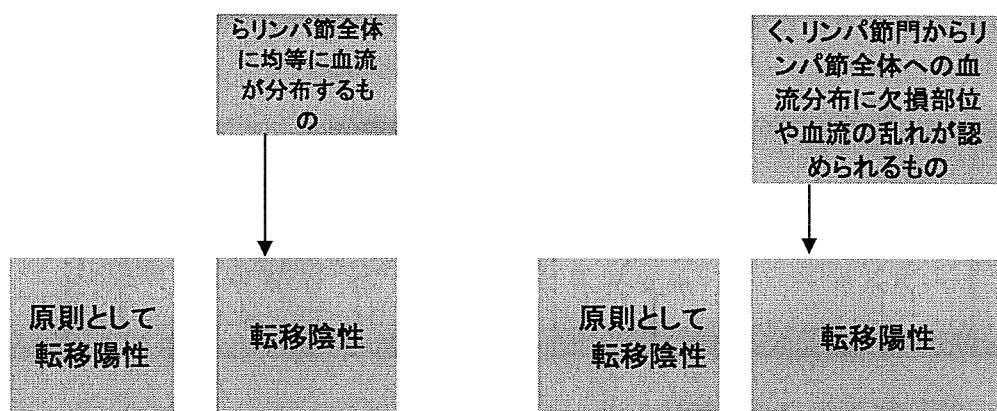 らリンパ節全体
に均等に血流
が分布するも
の
く、リンパ節門からリ
ンパ節全体への血
流分布に欠損部位
や血流の乱れが認
められるもの
原則として
転移陽性
転移陰性
原則として
転移陰性
転移陽性